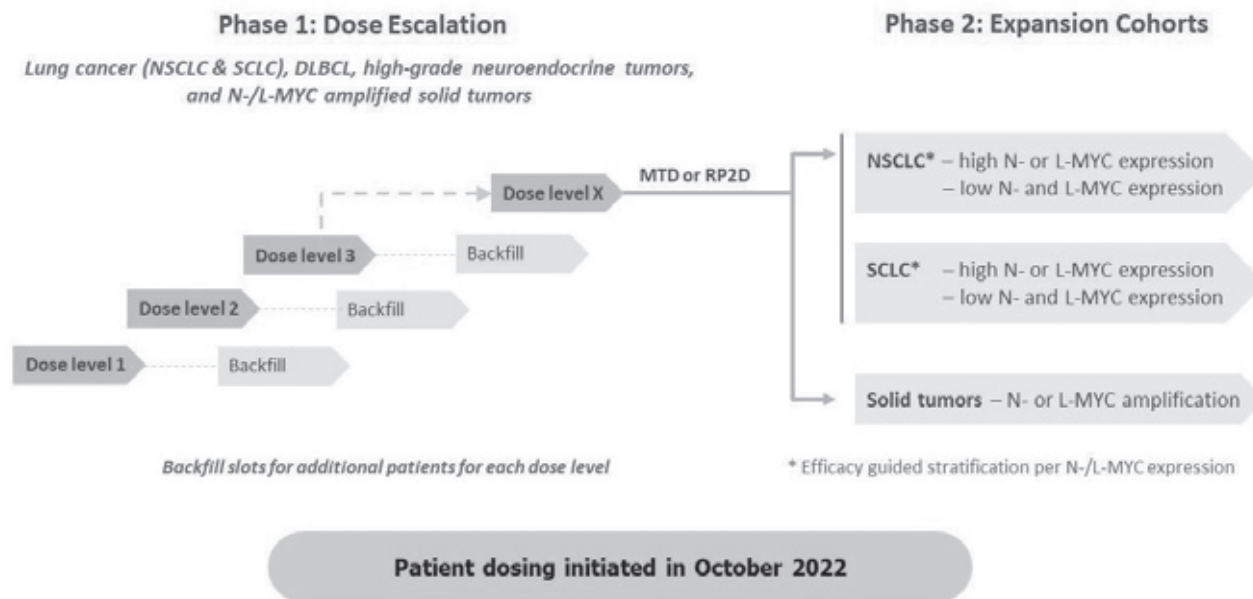 Phase 1: Dose Escalation
Lung cancer (NSCLC & SCLC), DLBCL, high-grade neuroendocrine tumors,
and N-/L-MYC amplified solid tumors
Dose level X
MTD or RP2D
Dose level 3
Backfill
Dose level 2
Backfill
Dose level 1
Backfill
Backfill slots for additional patients for each dose level
Phase 2: Expansion Cohorts
NSCLC* – high N- or L-MYC expression
– low N- and L-MYC expression
SCLC* – high N- or L-MYC expression
– low N- and L-MYC expression
Solid tumors – N- or L-MYC amplification
* Efficacy guided stratification per N-/L-MYC expression
Patient dosing initiated in October 2022